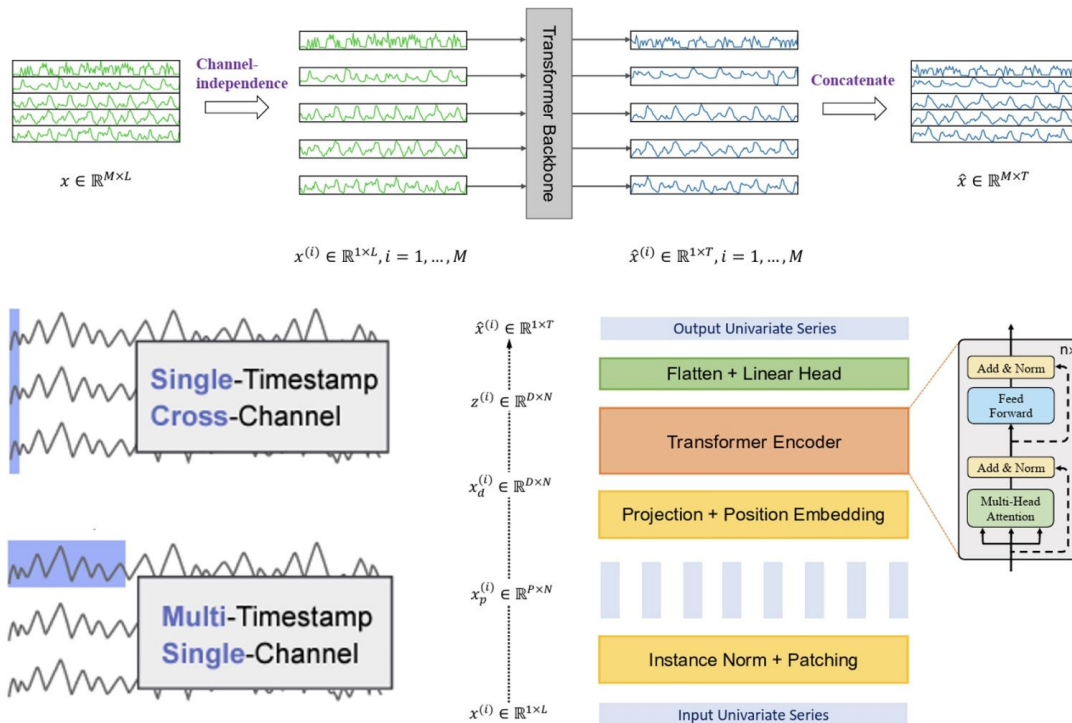 Channel-
independence
Transformer Backbone
Concatenate
x ∈ ℝ^{M×L}
x̂ ∈ ℝ^{M×T}
x^{(i)} ∈ ℝ^{1×L}, i = 1, …, M
x̂^{(i)} ∈ ℝ^{1×T}, i = 1, …, M
Single-Timestamp
Cross-Channel
Multi-Timestamp
Single-Channel
x̂^{(i)} ∈ ℝ^{1×T}
z^{(i)} ∈ ℝ^{D×N}
x_d^{(i)} ∈ ℝ^{D×N}
x_p^{(i)} ∈ ℝ^{P×N}
x^{(i)} ∈ ℝ^{1×L}
Output Univariate Series
Flatten + Linear Head
Transformer Encoder
Projection + Position Embedding
Instance Norm + Patching
Input Univariate Series
n×
Add & Norm
Feed
Forward
Add & Norm
Multi-Head
Attention